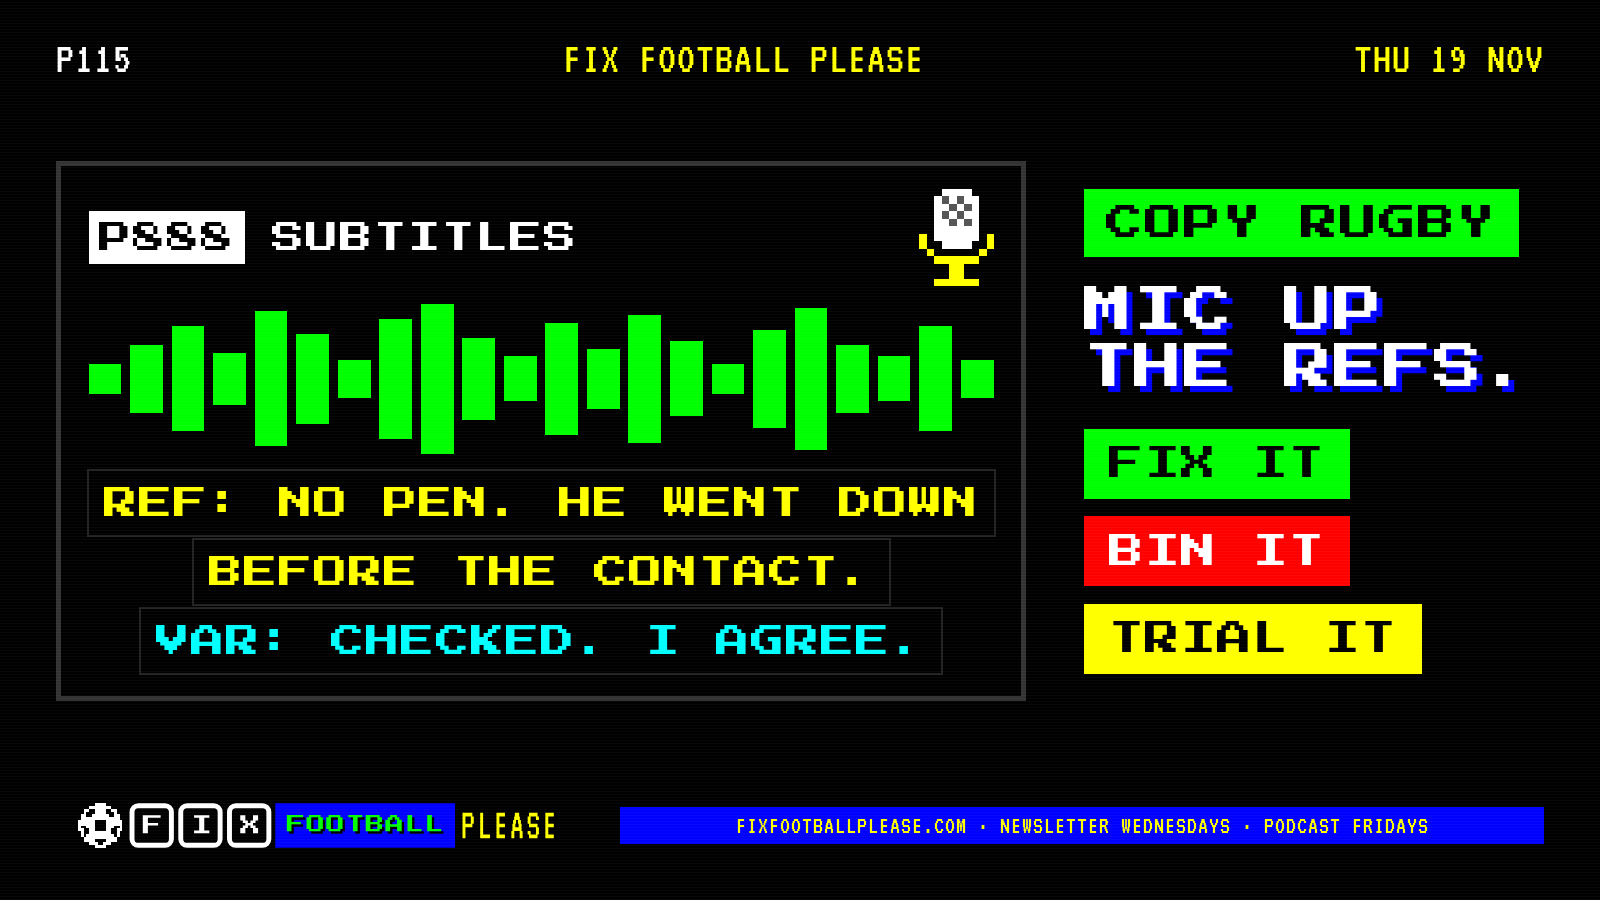 P115
FIX FOOTBALL PLEASE
THU 19 NOV
P888 SUBTITLES
REF: NO PEN. HE WENT DOWN
BEFORE THE CONTACT.
VAR: CHECKED. I AGREE.
COPY RUGBY
MIC UP
THE REFS.
FIX IT
BIN IT
TRIAL IT
FIX FOOTBALL PLEASE
FIXFOOTBALLPLEASE.COM · NEWSLETTER WEDNESDAYS · PODCAST FRIDAYS